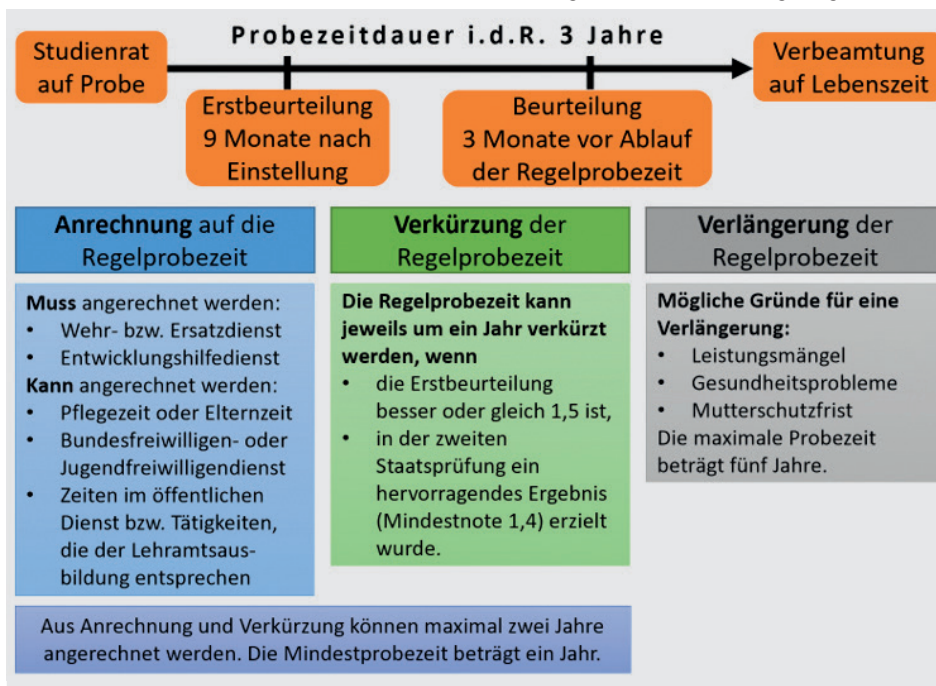 Probezeitdauer i.d.R. 3 Jahre
Studienrat
auf Probe
Verbeamtung
auf Lebenszeit
Erstbeurteilung
9 Monate nach
Einstellung
Beurteilung
3 Monate vor Ablauf
der Regelprobezeit
Anrechnung auf die
Regelprobezeit
Muss angerechnet werden:
• Wehr- bzw. Ersatzdienst
• Entwicklungshilfedienst
Kann angerechnet werden:
• Pflegezeit oder Elternzeit
• Bundesfreiwilligen- oder
Jugendfreiwilligendienst
• Zeiten im öffentlichen
Dienst bzw. Tätigkeiten,
die der Lehramtsaus-
bildung entsprechen
Verkürzung der
Regelprobezeit
Die Regelprobezeit kann
jeweils um ein Jahr verkürzt
werden, wenn
• die Erstbeurteilung
besser oder gleich 1,5 ist,
• in der zweiten
Staatsprüfung ein
hervorragendes Ergebnis
(Mindestnote 1,4) erzielt
wurde.
Verlängerung der
Regelprobezeit
Mögliche Gründe für eine
Verlängerung:
• Leistungsmängel
• Gesundheitsprobleme
• Mutterschutzfrist
Die maximale Probezeit
beträgt fünf Jahre.
Aus Anrechnung und Verkürzung können maximal zwei Jahre
angerechnet werden. Die Mindestprobezeit beträgt ein Jahr.